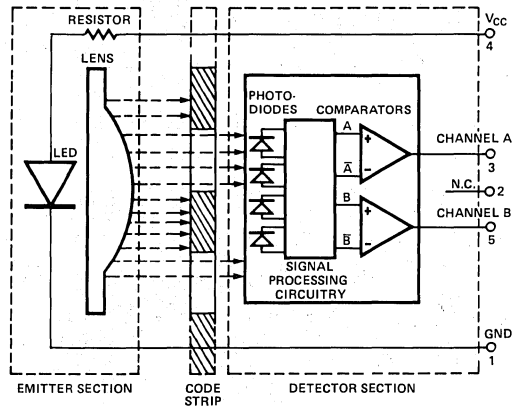 RESISTOR
VCC
4
LENS
LED
PHOTO-
DIODES
COMPARATORS
A
+
CHANNEL A
3
A̅
−
N.C.
2
B
+
CHANNEL B
5
B̅
−
SIGNAL
PROCESSING
CIRCUITRY
GND
1
EMITTER SECTION
CODE
STRIP
DETECTOR SECTION